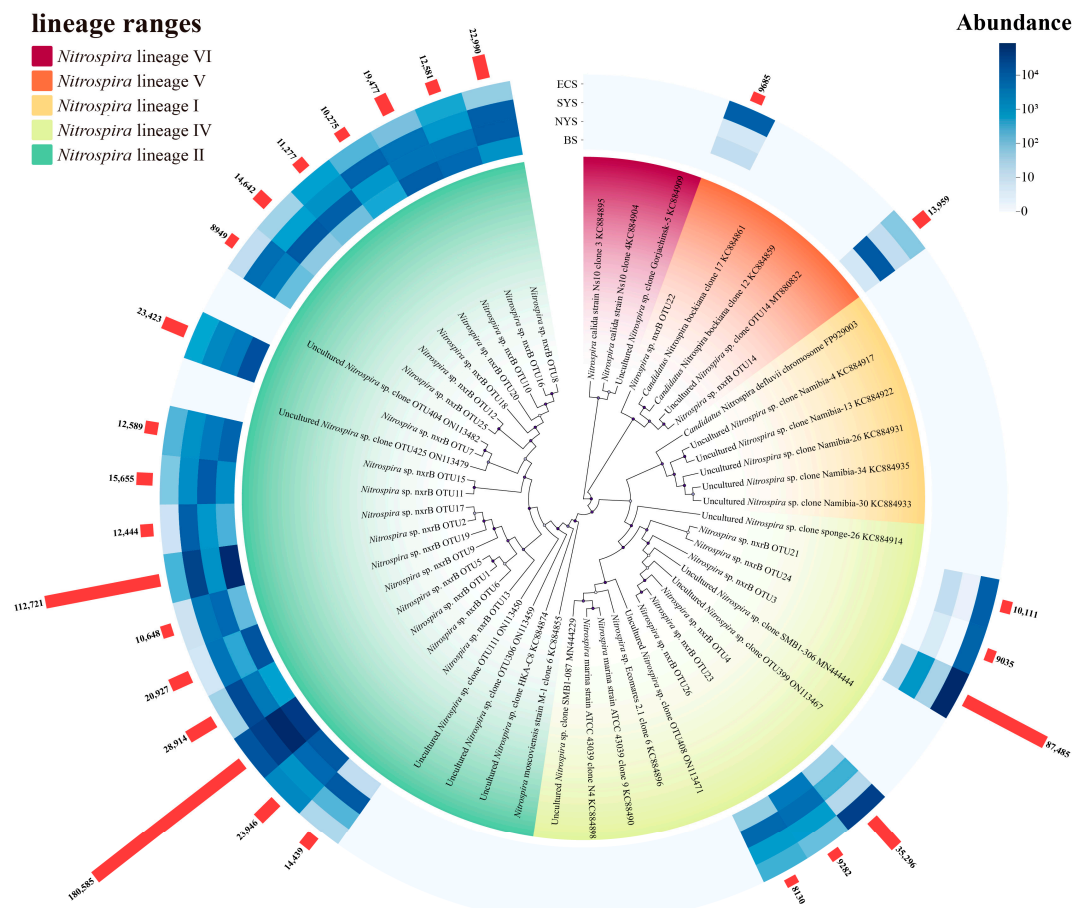 lineage ranges
Nitrospira lineage VI
Nitrospira lineage V
Nitrospira lineage I
Nitrospira lineage IV
Nitrospira lineage II
Abundance
10⁴
10³
10²
10
0
ECS
SYS
NYS
BS
9685
13,959
10,111
9035
87,485
35,296
9282
8130
14,439
23,946
180,585
28,914
20,927
10,648
112,721
12,444
15,655
12,589
23,423
8949
14,642
11,277
10,275
19,477
12,581
22,990
Nitrospira calida strain Ns10 clone 3 KC884895
Nitrospira calida strain Ns10 clone 4KC884904
Uncultured Nitrospira sp. clone Gorjachinsk-5 KC884909
Nitrospira sp. nxrB OTU22
Candidatus Nitrospira bockiana clone 17 KC884861
Candidatus Nitrospira bockiana clone 12 KC884859
Uncultured Nitrospira sp. clone OTU14 MT880832
Nitrospira sp. nxrB OTU14
Candidatus Nitrospira defluvii chromosome FP929003
Uncultured Nitrospira sp. clone Namibia-4 KC884917
Uncultured Nitrospira sp. clone Namibia-13 KC884922
Uncultured Nitrospira sp. clone Namibia-26 KC884931
Uncultured Nitrospira sp. clone Namibia-34 KC884935
Uncultured Nitrospira sp. clone Namibia-30 KC884933
Uncultured Nitrospira sp. clone sponge-26 KC884914
Nitrospira sp. nxrB OTU21
Nitrospira sp. nxrB OTU24
Nitrospira sp. nxrB OTU3
Uncultured Nitrospira sp. clone SMB1-306 MN444444
Uncultured Nitrospira sp. clone OTU399 ON113467
Nitrospira sp. nxrB OTU4
Nitrospira sp. nxrB OTU23
Nitrospira sp. nxrB OTU26
Uncultured Nitrospira sp. clone OTU408 ON113471
Nitrospira sp. Ecomares 2.1 clone 6 KC884896
Nitrospira marina strain ATCC 43039 clone 9 KC88490
Nitrospira marina strain ATCC 43039 clone N4 KC884898
Uncultured Nitrospira sp. clone SMB1-087 MN444229
Nitrospira moscoviensis strain M-1 clone 6 KC884855
Uncultured Nitrospira sp. clone HKA-C8 KC884874
Uncultured Nitrospira sp. clone OTU306 ON113459
Uncultured Nitrospira sp. clone OTU111 ON113450
Nitrospira sp. nxrB OTU13
Nitrospira sp. nxrB OTU6
Nitrospira sp. nxrB OTU1
Nitrospira sp. nxrB OTU5
Nitrospira sp. nxrB OTU9
Nitrospira sp. nxrB OTU19
Nitrospira sp. nxrB OTU2
Nitrospira sp. nxrB OTU17
Nitrospira sp. nxrB OTU11
Nitrospira sp. nxrB OTU15
Uncultured Nitrospira sp. clone OTU425 ON113479
Nitrospira sp. nxrB OTU7
Uncultured Nitrospira sp. clone OTU404 ON113482
Nitrospira sp. nxrB OTU25
Nitrospira sp. nxrB OTU12
Nitrospira sp. nxrB OTU18
Nitrospira sp. nxrB OTU20
Nitrospira sp. nxrB OTU10
Nitrospira sp. nxrB OTU16
Nitrospira sp. nxrB OTU8